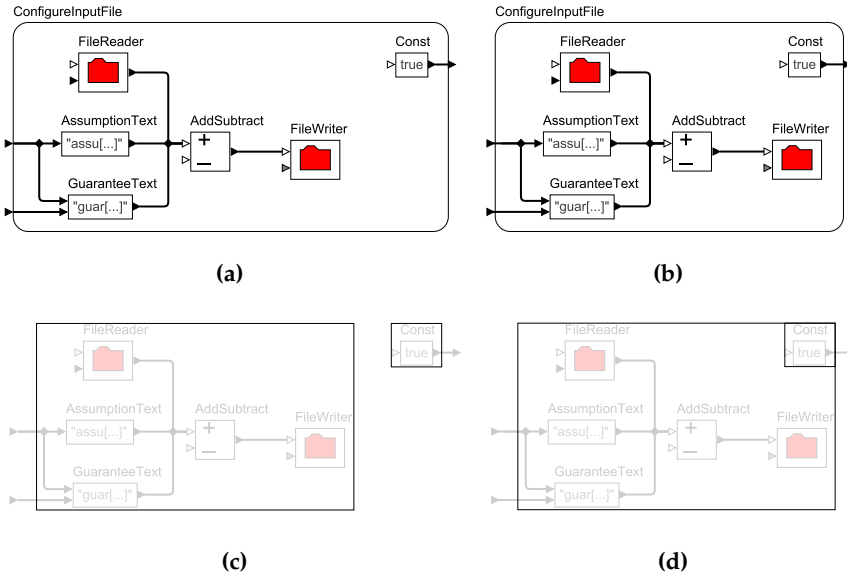 ConfigureInputFile
FileReader
Const
true
AssumptionText
"assu[...]"
AddSubtract
+
–
FileWriter
GuaranteeText
"guar[...]"
(a)
ConfigureInputFile
FileReader
Const
true
AssumptionText
"assu[...]"
AddSubtract
+
–
FileWriter
GuaranteeText
"guar[...]"
(b)
FileReader
Const
true
AssumptionText
"assu[...]"
AddSubtract
+
–
FileWriter
GuaranteeText
"guar[...]"
(c)
FileReader
Const
true
AssumptionText
"assu[...]"
AddSubtract
+
–
FileWriter
GuaranteeText
"guar[...]"
(d)